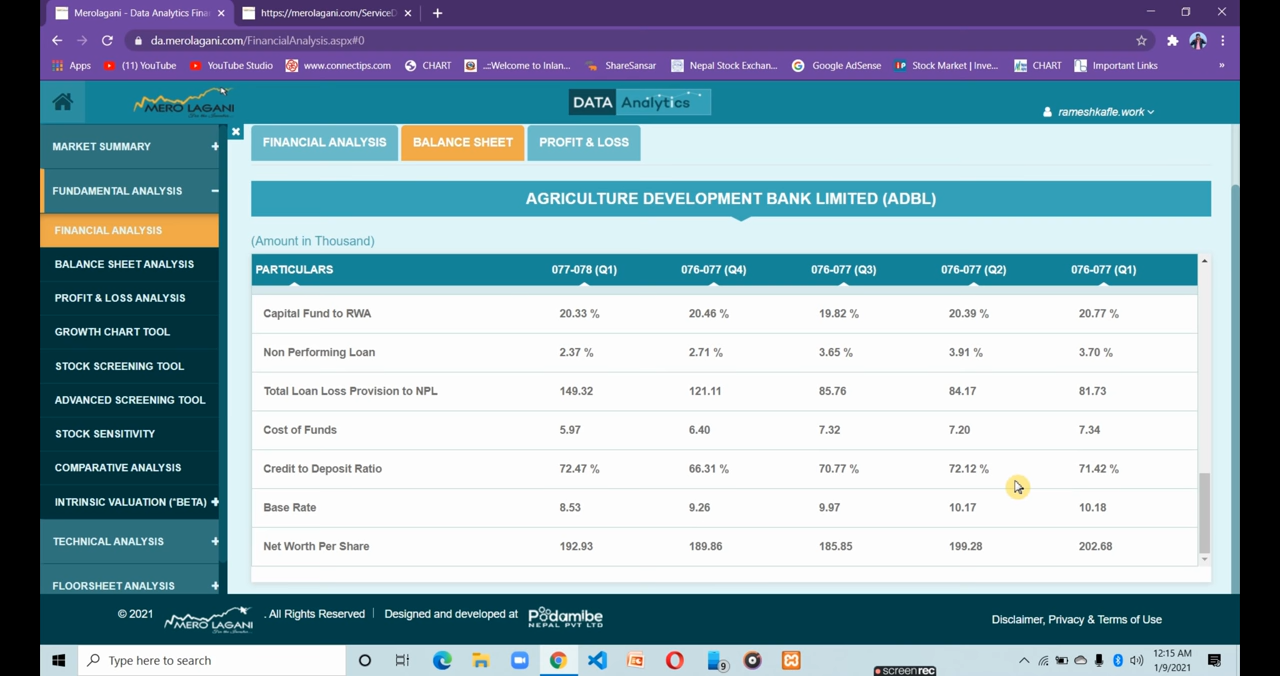 Merolagani - Data Analytics Finan
https://merolagani.com/ServiceD
da.merolagani.com/FinancialAnalysis.aspx#0
Apps (11) YouTube YouTube Studio www.connectips.com CHART ..::Welcome to Inlan... ShareSansar Nepal Stock Exchan... Google AdSense Stock Market | Inve... CHART Important Links »
MERO LAGANI
DATA Analytics
rameshkafle.work
MARKET SUMMARY +
FUNDAMENTAL ANALYSIS -
FINANCIAL ANALYSIS
BALANCE SHEET ANALYSIS
PROFIT & LOSS ANALYSIS
GROWTH CHART TOOL
STOCK SCREENING TOOL
ADVANCED SCREENING TOOL
STOCK SENSITIVITY
COMPARATIVE ANALYSIS
INTRINSIC VALUATION (*BETA) +
TECHNICAL ANALYSIS +
FLOORSHEET ANALYSIS +
FINANCIAL ANALYSIS BALANCE SHEET PROFIT & LOSS
AGRICULTURE DEVELOPMENT BANK LIMITED (ADBL)
(Amount in Thousand)
PARTICULARS 077-078 (Q1) 076-077 (Q4) 076-077 (Q3) 076-077 (Q2) 076-077 (Q1)
Capital Fund to RWA 20.33 % 20.46 % 19.82 % 20.39 % 20.77 %
Non Performing Loan 2.37 % 2.71 % 3.65 % 3.91 % 3.70 %
Total Loan Loss Provision to NPL 149.32 121.11 85.76 84.17 81.73
Cost of Funds 5.97 6.40 7.32 7.20 7.34
Credit to Deposit Ratio 72.47 % 66.31 % 70.77 % 72.12 % 71.42 %
Base Rate 8.53 9.26 9.97 10.17 10.18
Net Worth Per Share 192.93 189.86 185.85 199.28 202.68
© 2021 MERO LAGANI . All Rights Reserved | Designed and developed at Podamibe NEPAL PVT LTD
Disclaimer, Privacy & Terms of Use
Type here to search
9
screenrec
12:15 AM
1/9/2021